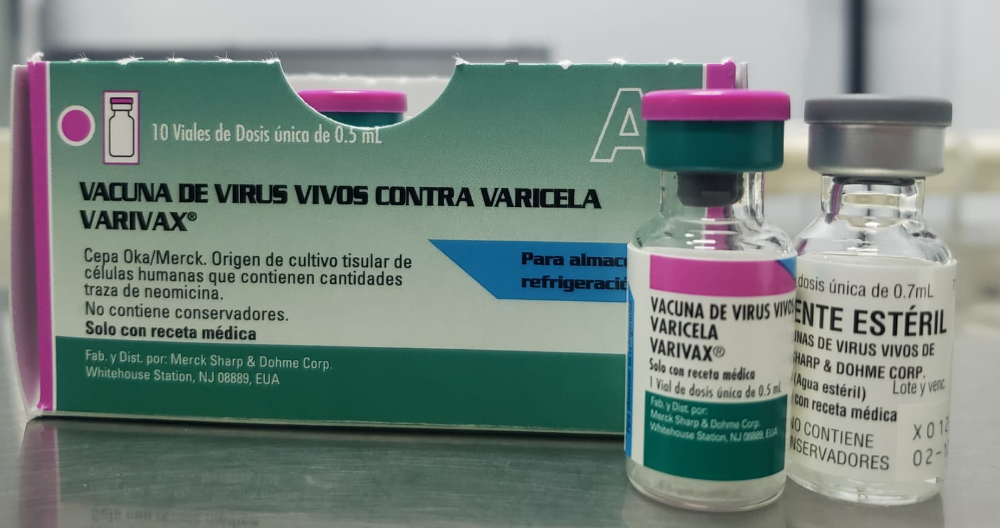 10 Viales de Dosis única de 0.5 mL
A
VACUNA DE VIRUS VIVOS CONTRA VARICELA
VARIVAX®
Cepa Oka/Merck. Origen de cultivo tisular de
células humanas que contienen cantidades
traza de neomicina.
No contiene conservadores.
Solo con receta médica
Para almac
refrigeració
Fab. y Dist. por: Merck Sharp & Dohme Corp.
Whitehouse Station, NJ 08889, EUA
VACUNA DE VIRUS VIVOS
VARICELA
VARIVAX®
Solo con receta médica
1 Vial de dosis única de 0.5 mL
Fab. y Dist. por:
Merck Sharp & Dohme Corp.
Whitehouse Station, NJ 08889, EUA
dosis única de 0.7mL
ENTE ESTÉRIL
NAS DE VIRUS VIVOS DE
HARP & DOHME CORP.
(Agua estéril)
Lote y venc.
con receta médica
NO CONTIENE
NSERVADORES
X012
02-1